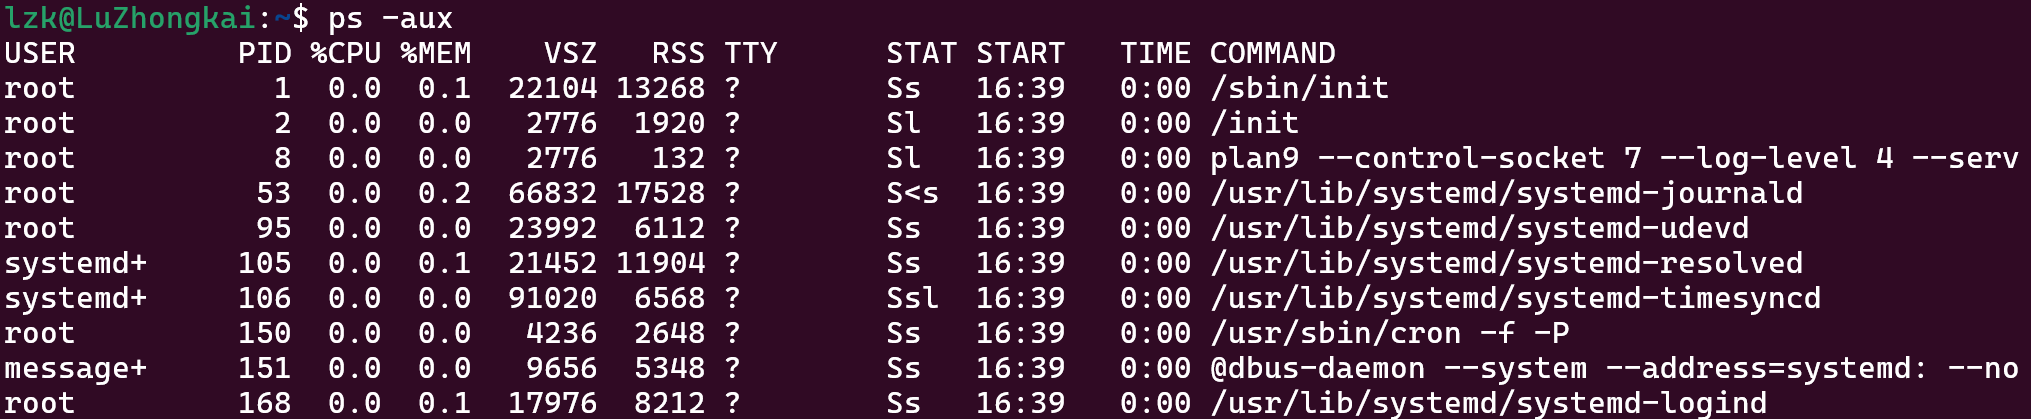 lzk@LuZhongkai:~$ ps -aux
USER         PID %CPU %MEM    VSZ   RSS TTY      STAT START   TIME COMMAND
root           1  0.0  0.1  22104 13268 ?        Ss   16:39   0:00 /sbin/init
root           2  0.0  0.0   2776  1920 ?        Sl   16:39   0:00 /init
root           8  0.0  0.0   2776   132 ?        Sl   16:39   0:00 plan9 --control-socket 7 --log-level 4 --serv
root          53  0.0  0.2  66832 17528 ?        S<s  16:39   0:00 /usr/lib/systemd/systemd-journald
root          95  0.0  0.0  23992  6112 ?        Ss   16:39   0:00 /usr/lib/systemd/systemd-udevd
systemd+     105  0.0  0.1  21452 11904 ?        Ss   16:39   0:00 /usr/lib/systemd/systemd-resolved
systemd+     106  0.0  0.0  91020  6568 ?        Ssl  16:39   0:00 /usr/lib/systemd/systemd-timesyncd
root         150  0.0  0.0   4236  2648 ?        Ss   16:39   0:00 /usr/sbin/cron -f -P
message+     151  0.0  0.0   9656  5348 ?        Ss   16:39   0:00 @dbus-daemon --system --address=systemd: --no
root         168  0.0  0.1  17976  8212 ?        Ss   16:39   0:00 /usr/lib/systemd/systemd-logind